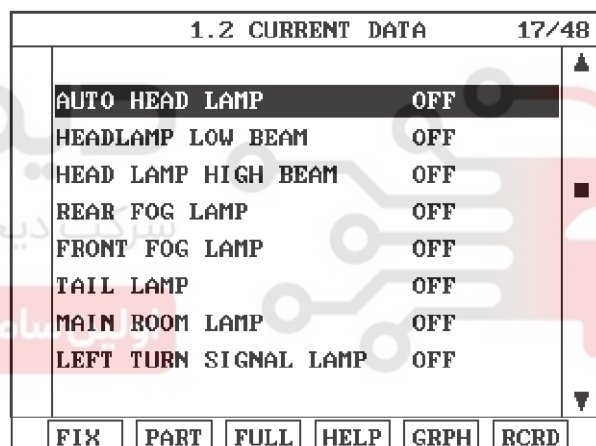 1.2 CURRENT DATA 17/48
AUTO HEAD LAMP OFF
HEADLAMP LOW BEAM OFF
HEAD LAMP HIGH BEAM OFF
REAR FOG LAMP OFF
FRONT FOG LAMP OFF
TAIL LAMP OFF
MAIN ROOM LAMP OFF
LEFT TURN SIGNAL LAMP OFF
FIX PART FULL HELP GRPH RCRD